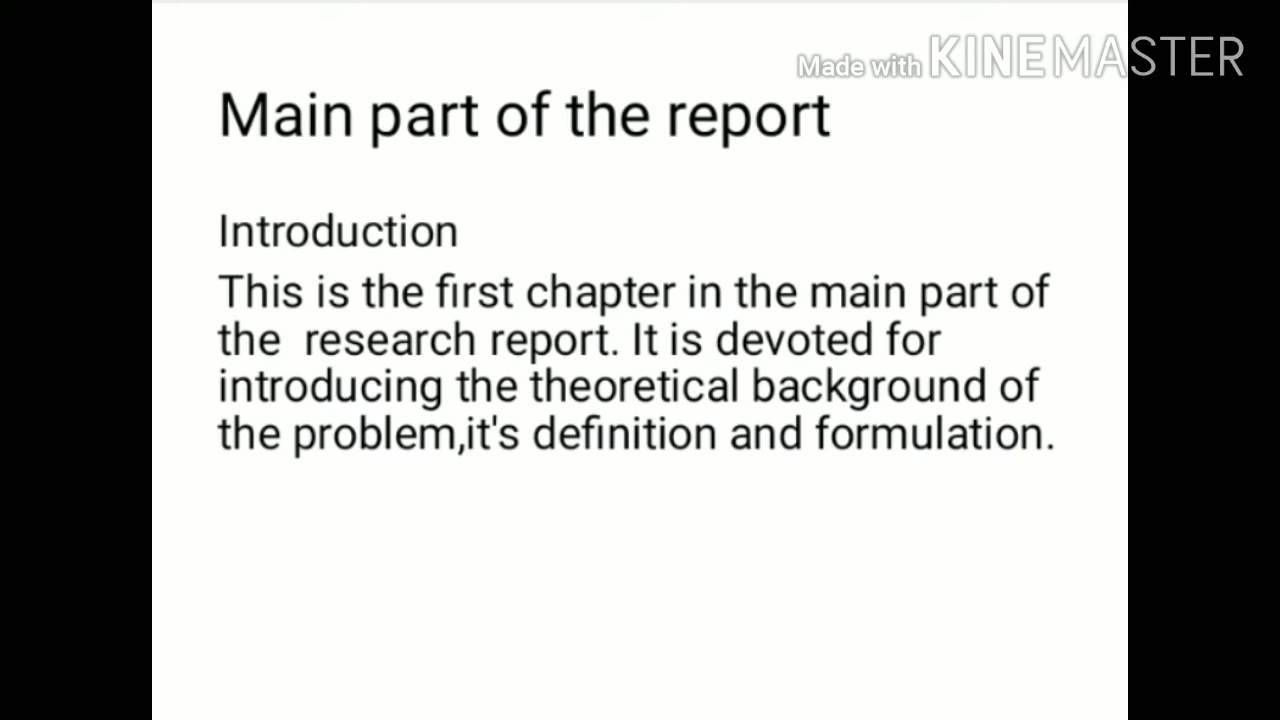 Made with KINEMASTER
Main part of the report
Introduction
This is the first chapter in the main part of
the  research report. It is devoted for
introducing the theoretical background of
the problem,it's definition and formulation.